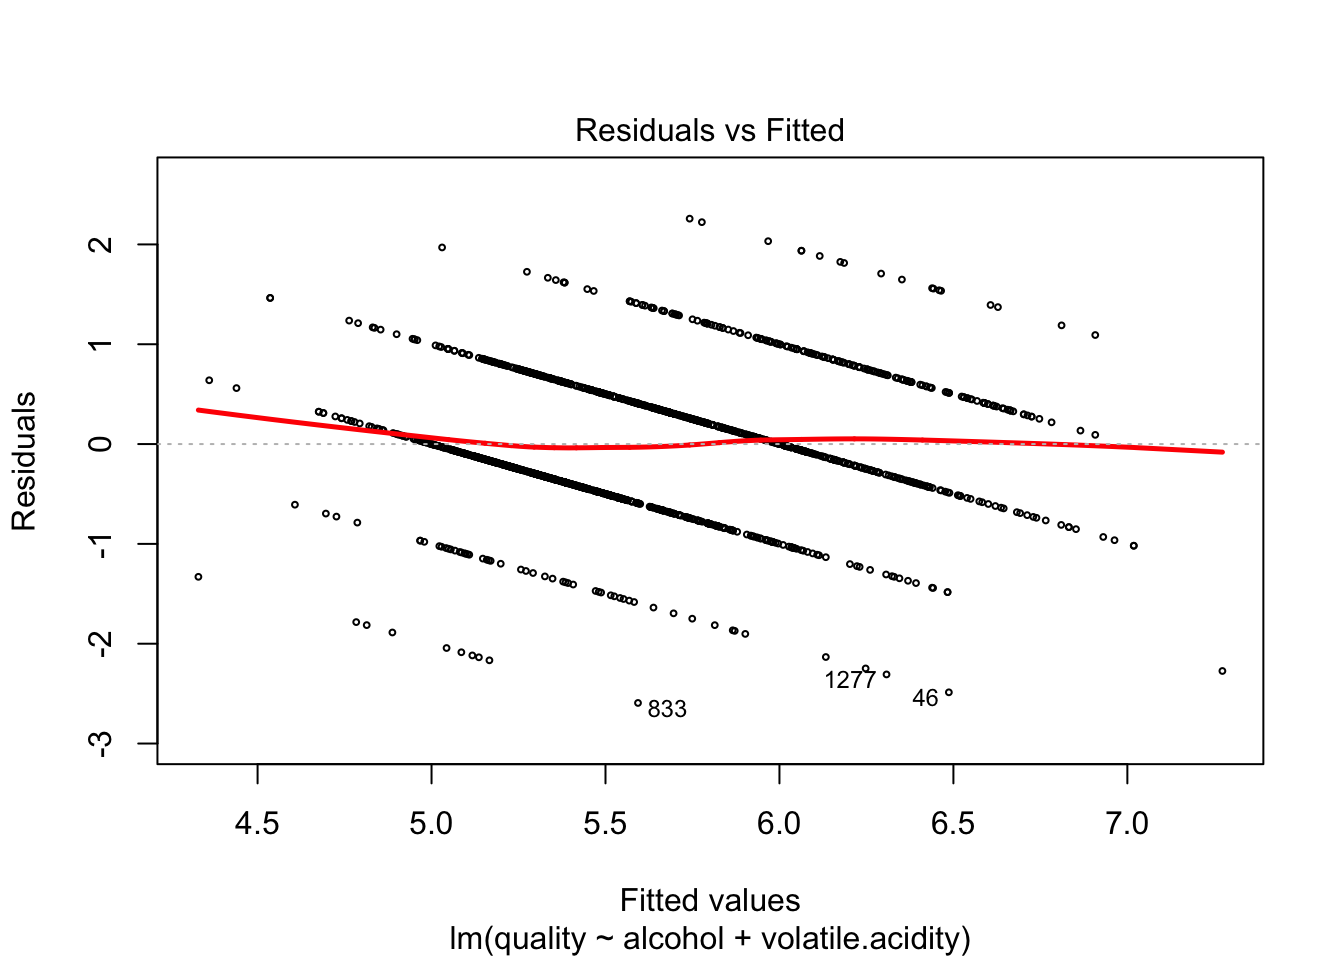 Residuals vs Fitted
Residuals
2
1
0
-1
-2
-3
1277
46
833
4.5 5.0 5.5 6.0 6.5 7.0
Fitted values
lm(quality ~ alcohol + volatile.acidity)